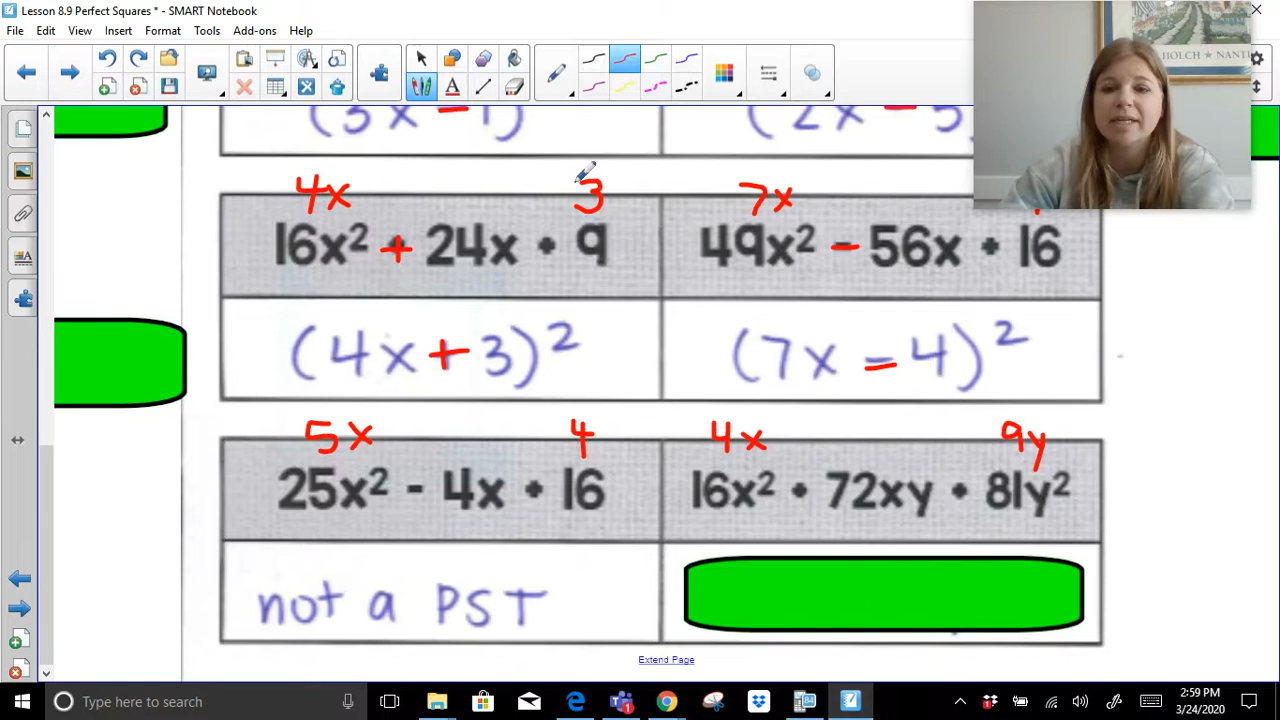 Lesson 8.9 Perfect Squares * - SMART Notebook
File Edit View Insert Format Tools Add-ons Help
HOLCH ★ NANTU
(3x - 1) (2x - 5
4x 3 7x
16x² + 24x + 9 49x² - 56x + 16
(4x + 3)² (7x - 4)²
5x 4 4x 9y
25x² - 4x + 16 16x² + 72xy + 81y²
not a PST
Extend Page
Type here to search
2:59 PM
3/24/2020